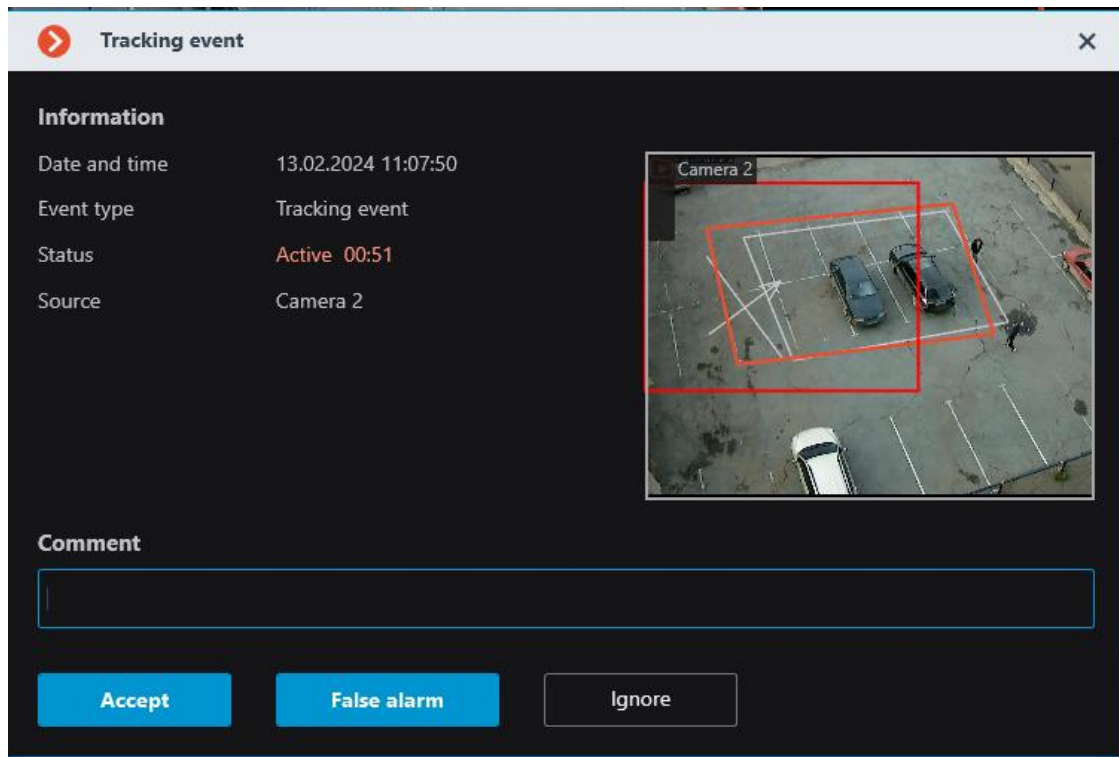 Tracking event
Information
Date and time 13.02.2024 11:07:50
Event type Tracking event
Status Active 00:51
Source Camera 2
Camera 2
Comment
Accept False alarm Ignore